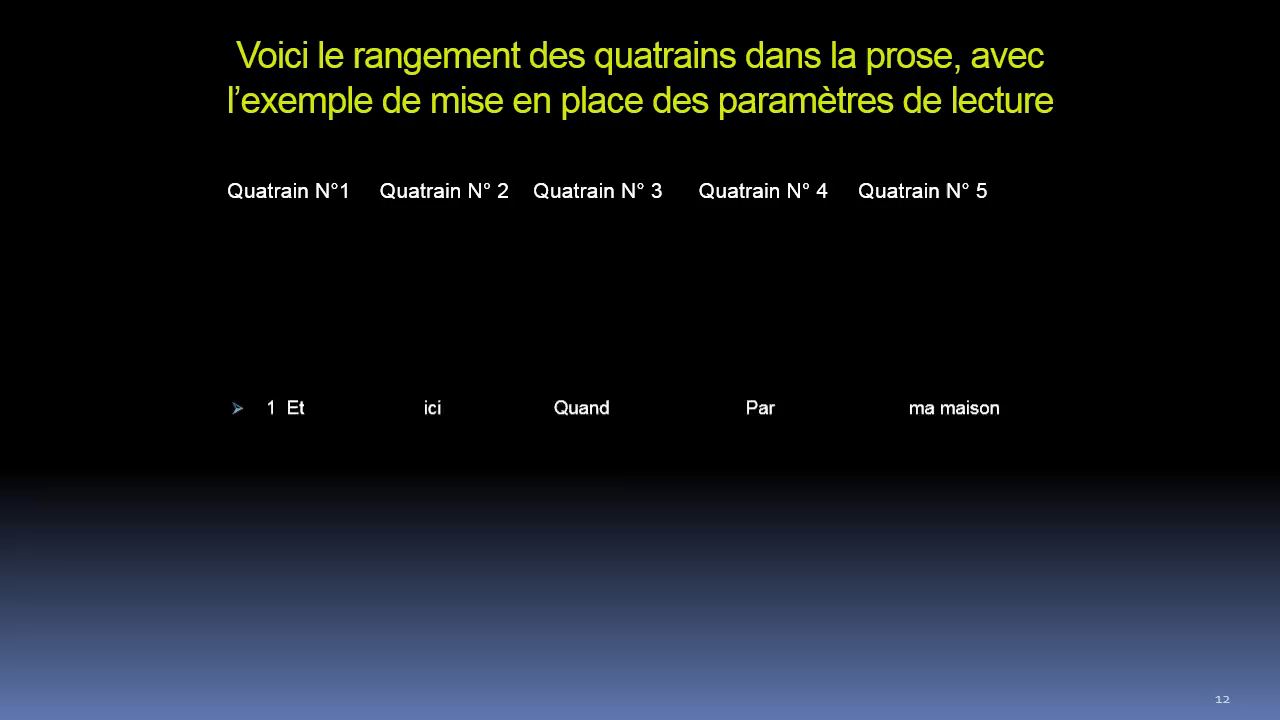 Voici le rangement des quatrains dans la prose, avec
l’exemple de mise en place des paramètres de lecture
Quatrain N°1 Quatrain N° 2 Quatrain N° 3 Quatrain N° 4 Quatrain N° 5
1 Et ici Quand Par ma maison
12